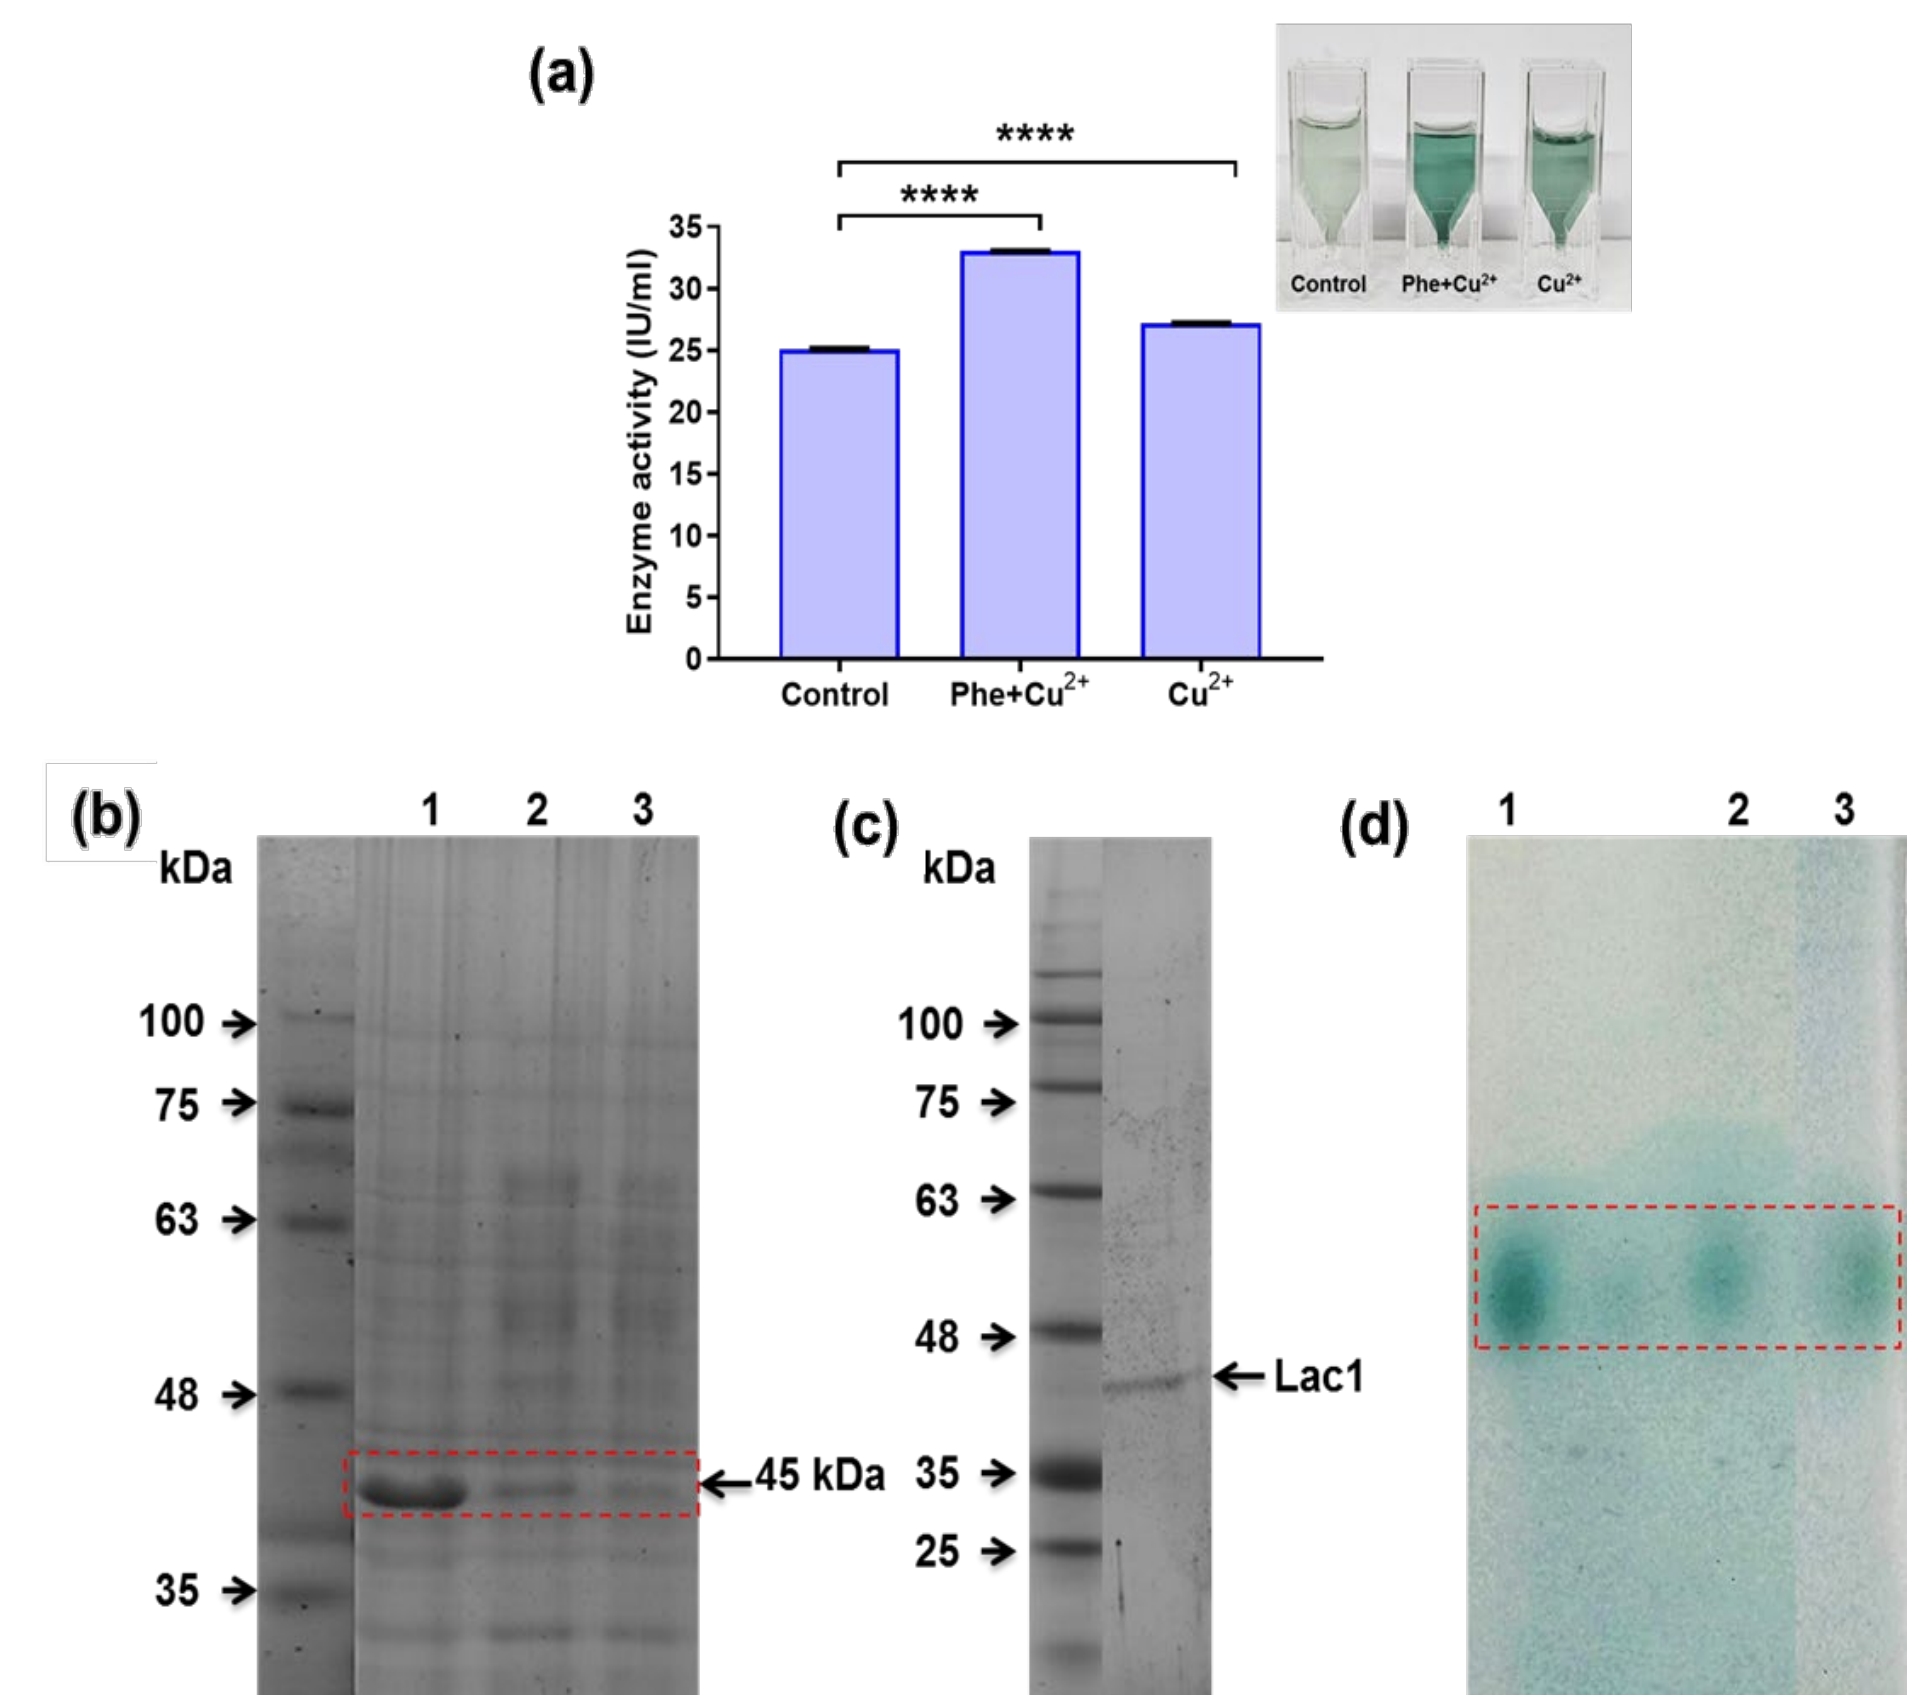 (a)
****
****
Enzyme activity (IU/ml)
35
30
25
20
15
10
5
0
Control
Phe+Cu²⁺
Cu²⁺
Control
Phe+Cu²⁺
Cu²⁺
(b)
1 2 3
kDa
100
75
63
48
35
45 kDa
(c)
kDa
100
75
63
48
35
25
Lac1
(d)
1 2 3